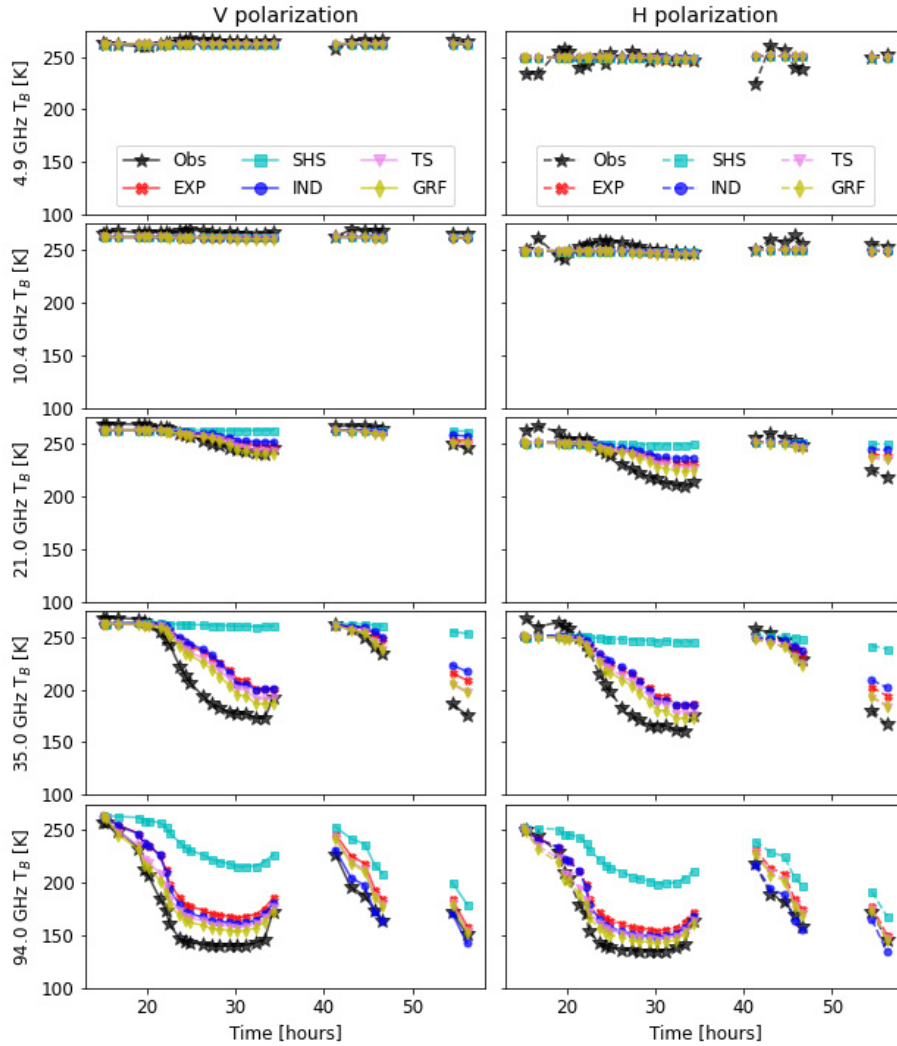 V polarization
H polarization
4.9 GHz T_B [K]
250
200
150
100
Obs
SHS
TS
EXP
IND
GRF
Obs
SHS
TS
EXP
IND
GRF
10.4 GHz T_B [K]
250
200
150
100
21.0 GHz T_B [K]
250
200
150
100
35.0 GHz T_B [K]
250
200
150
100
94.0 GHz T_B [K]
250
200
150
100
20
30
40
50
20
30
40
50
Time [hours]
Time [hours]